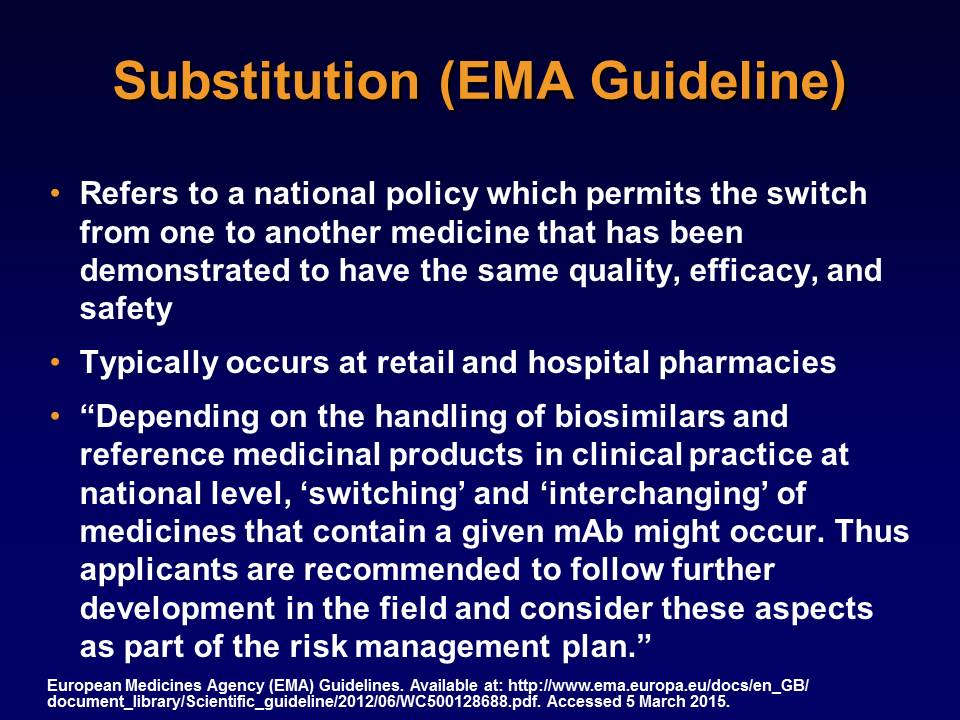 Substitution (EMA Guideline)
• Refers to a national policy which permits the switch
from one to another medicine that has been
demonstrated to have the same quality, efficacy, and
safety
• Typically occurs at retail and hospital pharmacies
• “Depending on the handling of biosimilars and
reference medicinal products in clinical practice at
national level, ‘switching’ and ‘interchanging’ of
medicines that contain a given mAb might occur. Thus
applicants are recommended to follow further
development in the field and consider these aspects
as part of the risk management plan.”
European Medicines Agency (EMA) Guidelines. Available at: http://www.ema.europa.eu/docs/en_GB/
document_library/Scientific_guideline/2012/06/WC500128688.pdf. Accessed 5 March 2015.